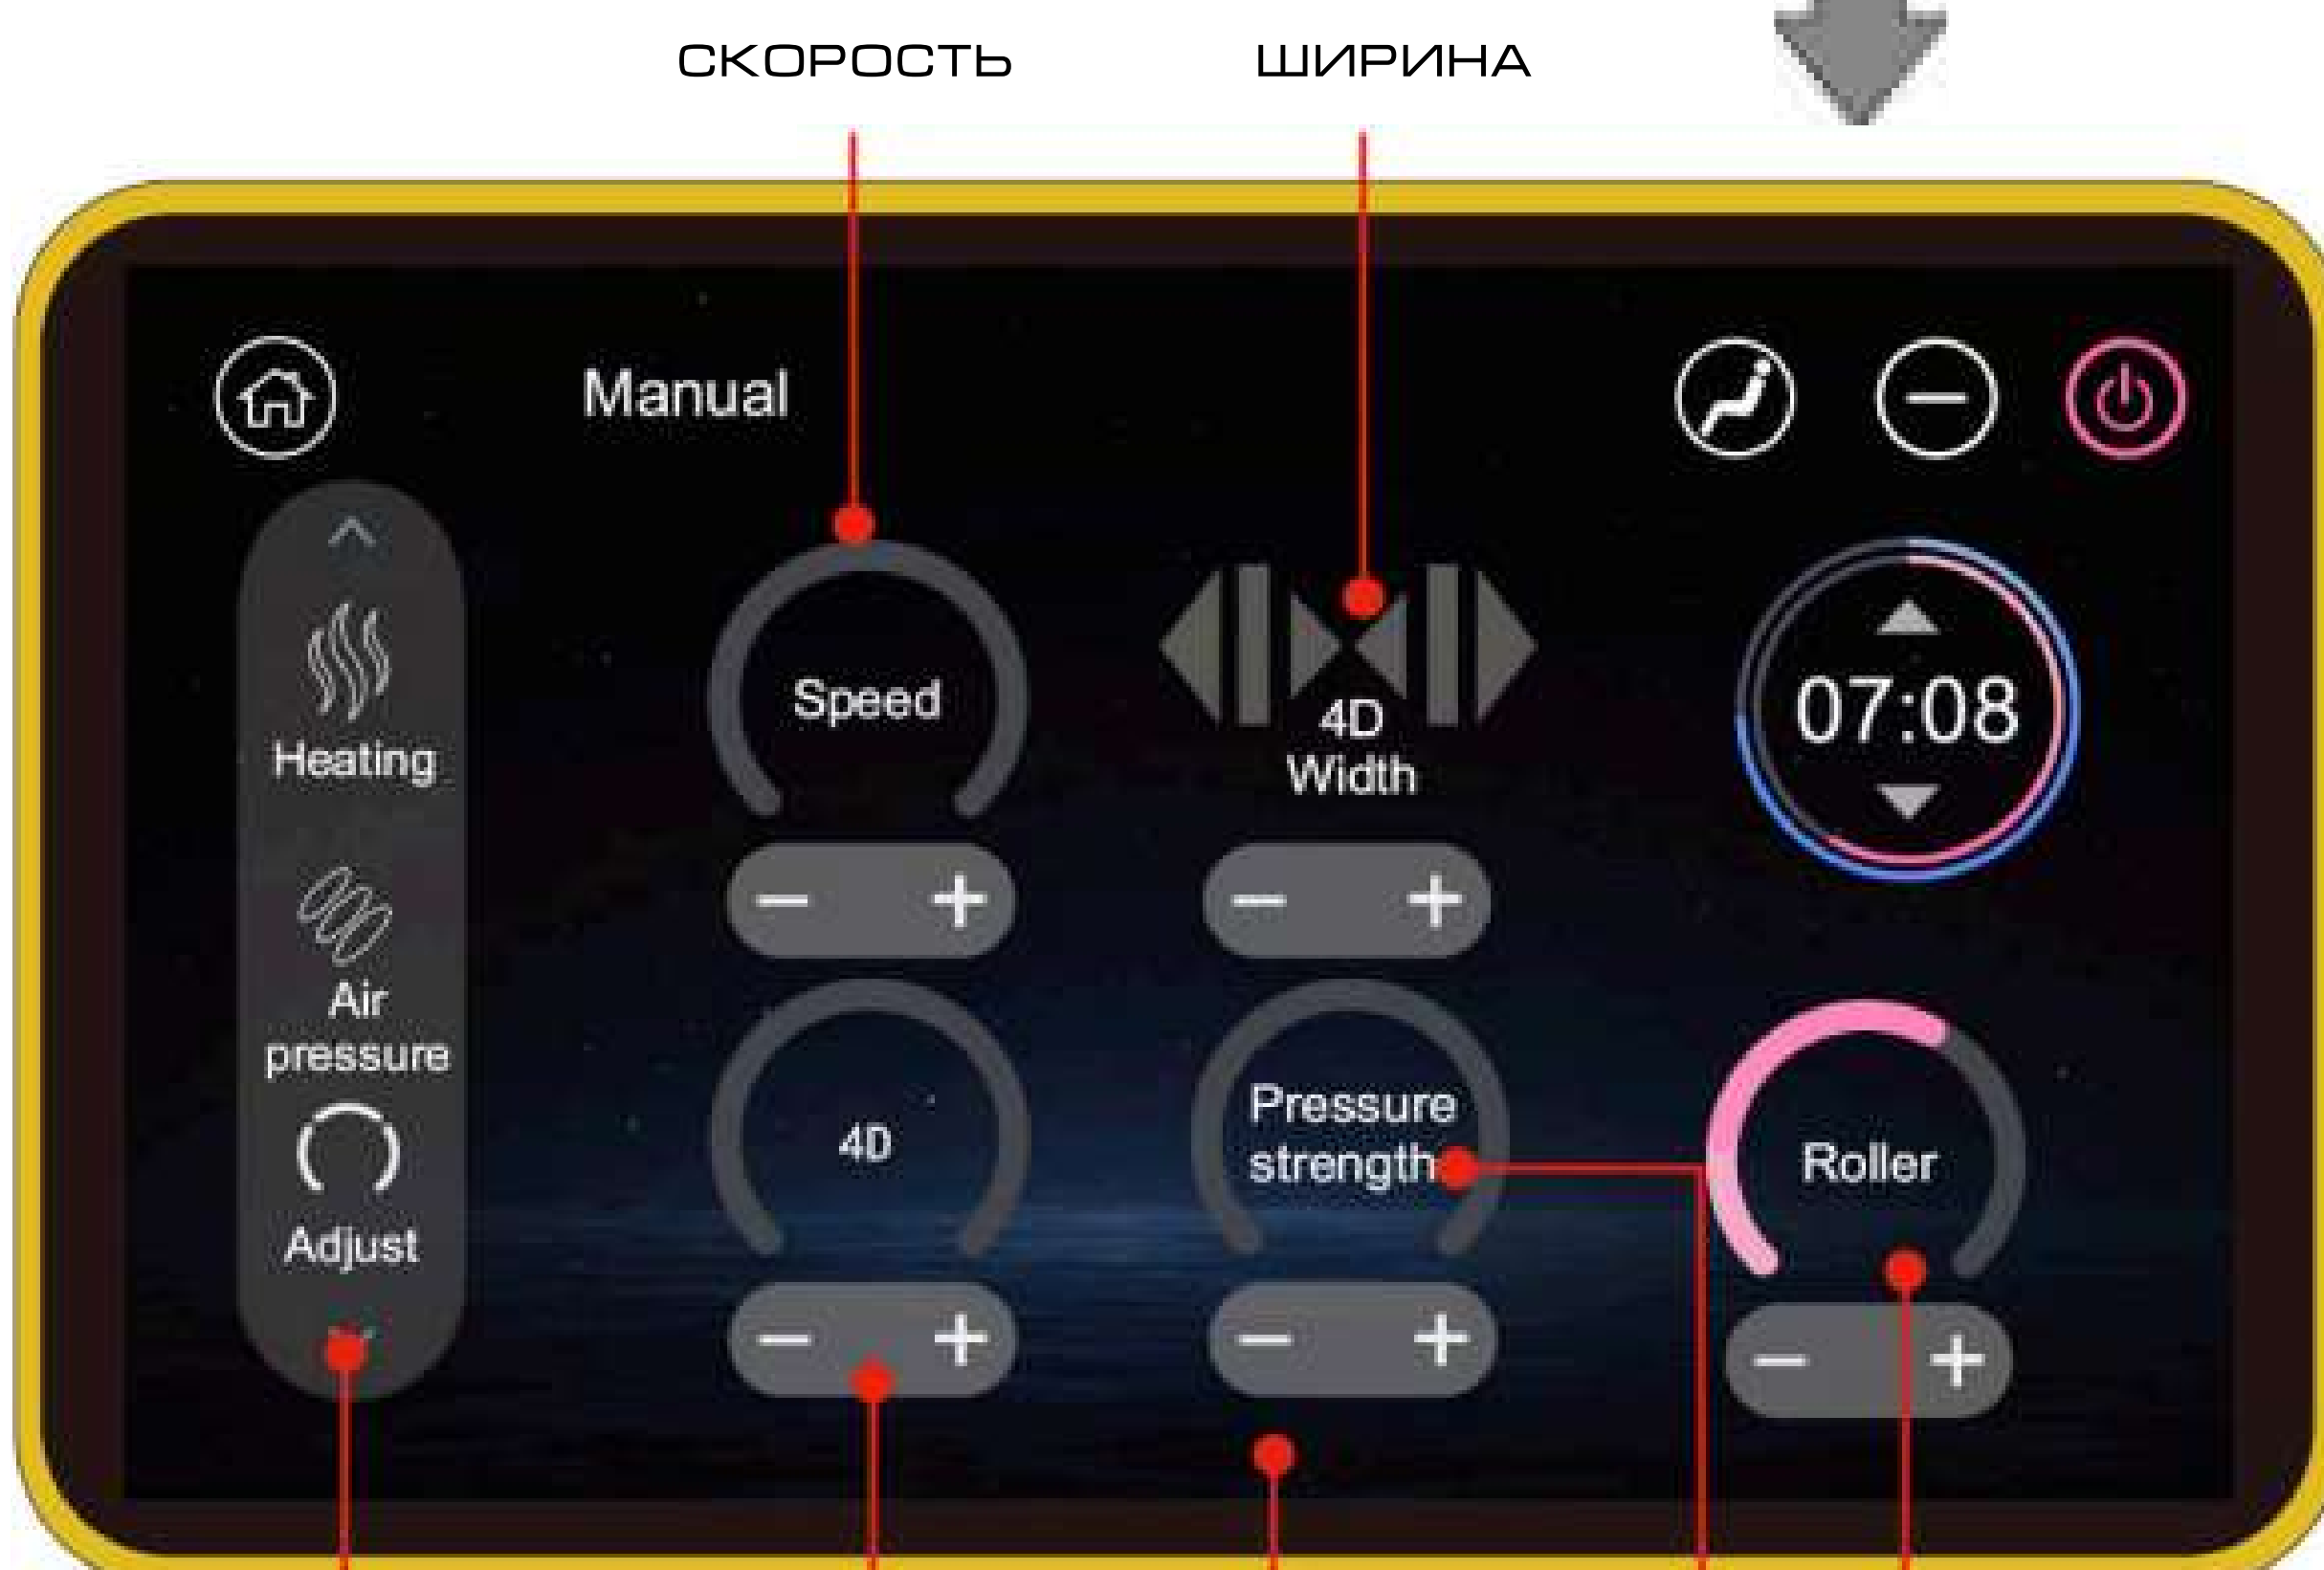 СКОРОСТЬ
ШИРИНА
Manual
Heating
Air
pressure
Adjust
Speed
4D
Width
07:08
4D
Pressure
strength
Roller